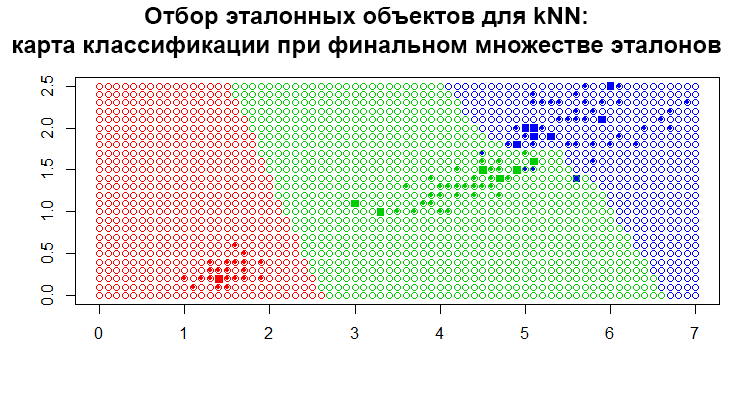 Отбор эталонных объектов для kNN:
карта классификации при финальном множестве эталонов
2.5
2.0
1.5
1.0
0.5
0.0
0 1 2 3 4 5 6 7